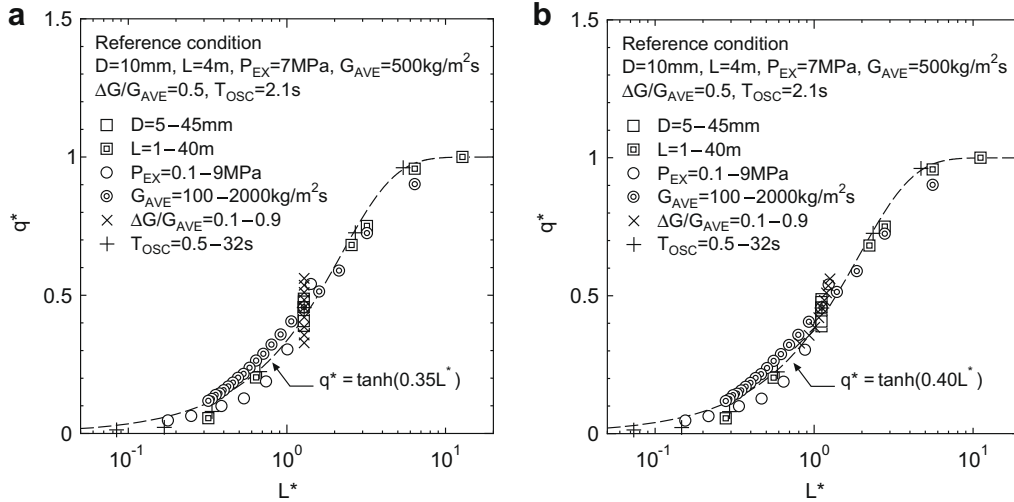 a
1.5
1
0.5
0
q*
Reference condition
D=10mm, L=4m, P_EX=7MPa, G_AVE=500kg/m²s
ΔG/G_AVE=0.5, T_OSC=2.1s
D=5−45mm
L=1−40m
P_EX=0.1−9MPa
G_AVE=100−2000kg/m²s
ΔG/G_AVE=0.1−0.9
T_OSC=0.5−32s
q*=tanh(0.35L*)
10⁻¹ 10⁰ 10¹
L*
b
1.5
1
0.5
0
q*
Reference condition
D=10mm, L=4m, P_EX=7MPa, G_AVE=500kg/m²s
ΔG/G_AVE=0.5, T_OSC=2.1s
D=5−45mm
L=1−40m
P_EX=0.1−9MPa
G_AVE=100−2000kg/m²s
ΔG/G_AVE=0.1−0.9
T_OSC=0.5−32s
q*=tanh(0.40L*)
10⁻¹ 10⁰ 10¹
L*